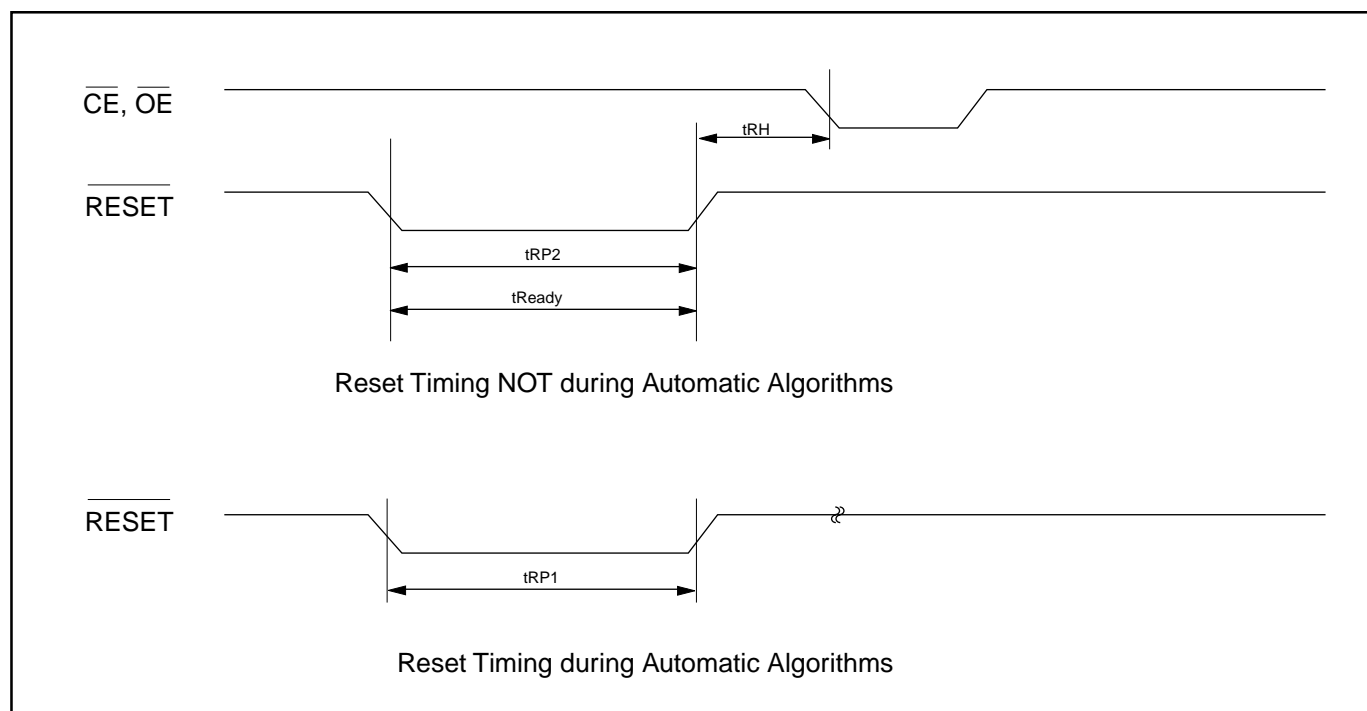 CE, OE
tRH
RESET
tRP2
tReady
Reset Timing NOT during Automatic Algorithms
RESET
tRP1
Reset Timing during Automatic Algorithms